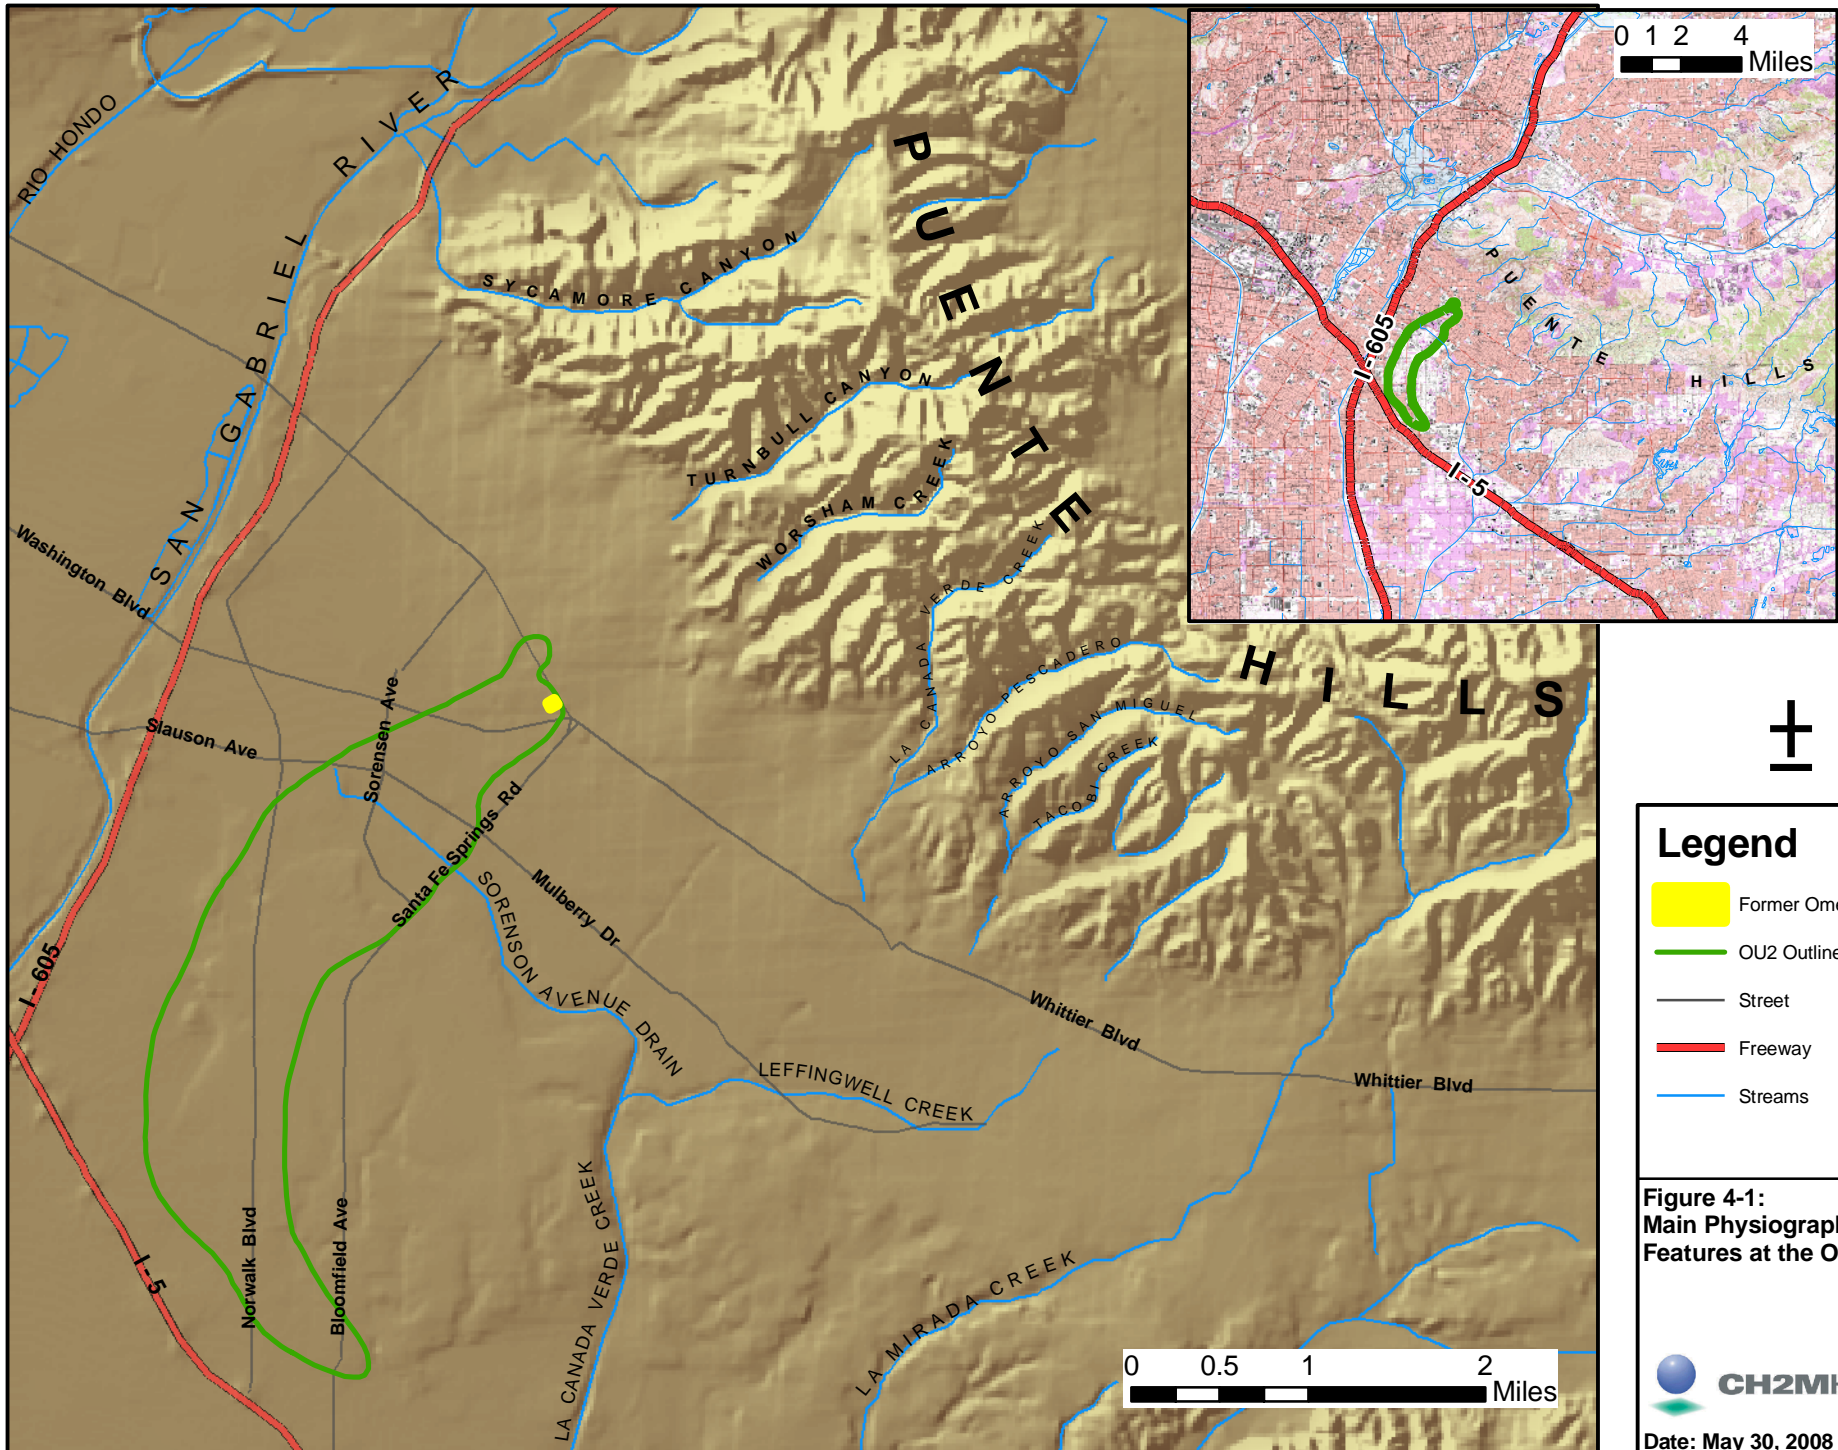 RIO HONDO
SAN GABRIEL RIVER
SYCAMORE CANYON
TURNBULL CANYON
WORSHAM CREEK
PUENTE
HILLS
LA CANADA VERDE CREEK
ARROYO PESCADERO
ARROYO SAN MIGUEL
TACOBI CREEK
Washington Blvd
Slauson Ave
Sorensen Ave
Santa Fe Springs Rd
Mulberry Dr
SORENSON AVENUE DRAIN
LEFFINGWELL CREEK
Whittier Blvd
Whittier Blvd
I - 605
I - 5
Norwalk Blvd
Bloomfield Ave
LA CANADA VERDE CREEK
LA MIRADA CREEK
0 0.5 1 2
Miles
0 1 2 4
Miles
PUENTE
HILLS
I - 605
I - 5
±
Legend
Former Ome
OU2 Outline
Street
Freeway
Streams
Figure 4-1:
Main Physiograph
Features at the O
CH2MH
Date: May 30, 2008